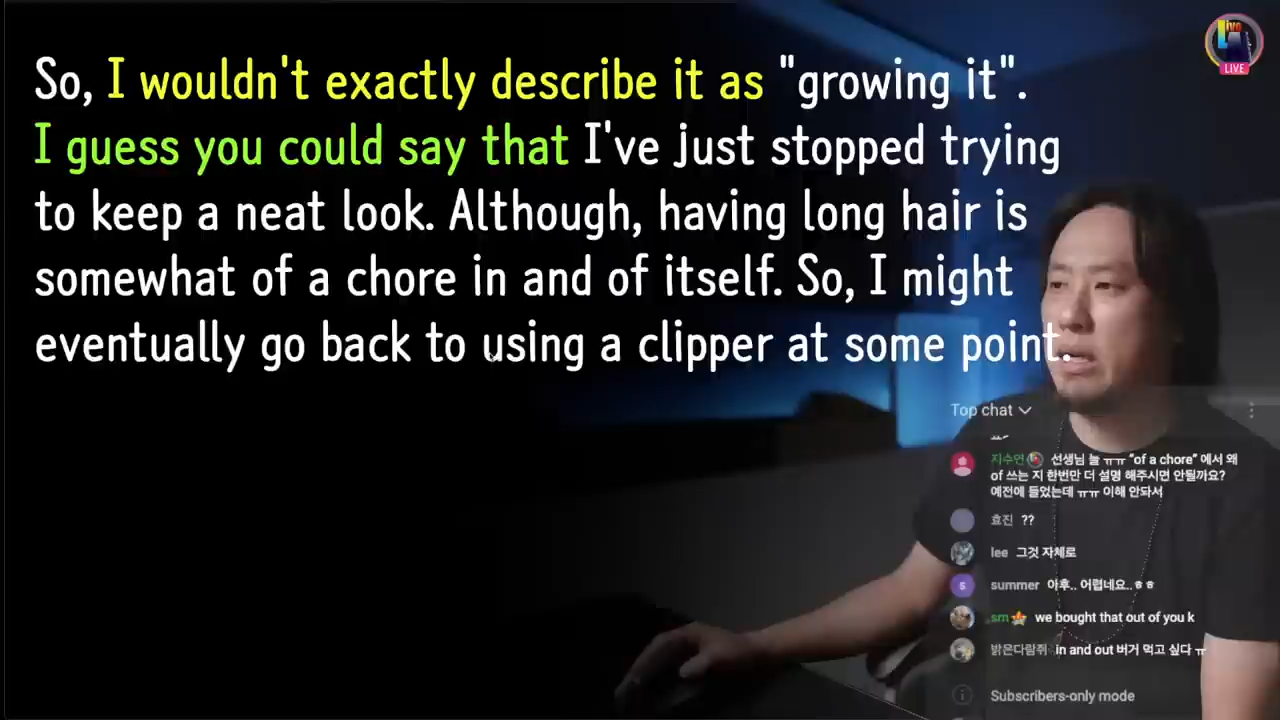 So, I wouldn't exactly describe it as "growing it".
I guess you could say that I've just stopped trying
to keep a neat look. Although, having long hair is
somewhat of a chore in and of itself. So, I might
eventually go back to using a clipper at some point.
Live
LIVE
Top chat
지수연 선생님 늘 ㅠㅠ "of a chore" 에서 왜
of 쓰는 지 한번만 더 설명 해주시면 안될까요?
예전에 들었는데 ㅠㅠ 이해 안돠서
효진 ??
lee 그것 자체로
summer 아후.. 어렵네요..ㅎㅎ
sm we bought that out of you k
밝은다람쥐 in and out 버거 먹고 싶다 ㅠ
Subscribers-only mode